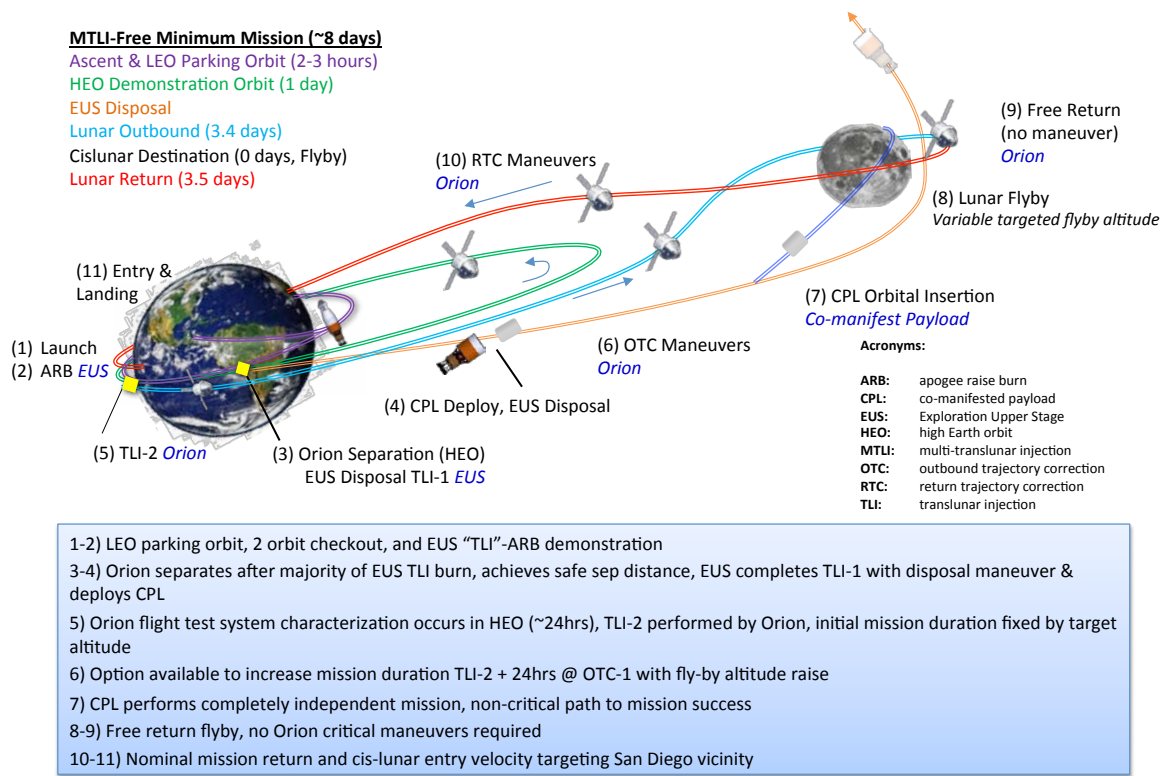 MTLI-Free Minimum Mission (~8 days)
Ascent & LEO Parking Orbit (2-3 hours)
HEO Demonstration Orbit (1 day)
EUS Disposal
Lunar Outbound (3.4 days)
Cislunar Destination (0 days, Flyby)
Lunar Return (3.5 days)
(10) RTC Maneuvers
Orion
(9) Free Return
(no maneuver)
Orion
(8) Lunar Flyby
Variable targeted flyby altitude
(11) Entry &
Landing
(7) CPL Orbital Insertion
Co-manifest Payload
(1) Launch
(2) ARB EUS
(6) OTC Maneuvers
Orion
(4) CPL Deploy, EUS Disposal
(5) TLI-2 Orion
(3) Orion Separation (HEO)
EUS Disposal TLI-1 EUS
Acronyms:
ARB: apogee raise burn
CPL: co-manifested payload
EUS: Exploration Upper Stage
HEO: high Earth orbit
MTLI: multi-translunar injection
OTC: outbound trajectory correction
RTC: return trajectory correction
TLI: translunar injection
1-2) LEO parking orbit, 2 orbit checkout, and EUS “TLI”-ARB demonstration
3-4) Orion separates after majority of EUS TLI burn, achieves safe sep distance, EUS completes TLI-1 with disposal maneuver &
deploys CPL
5) Orion flight test system characterization occurs in HEO (~24hrs), TLI-2 performed by Orion, initial mission duration fixed by target
altitude
6) Option available to increase mission duration TLI-2 + 24hrs @ OTC-1 with fly-by altitude raise
7) CPL performs completely independent mission, non-critical path to mission success
8-9) Free return flyby, no Orion critical maneuvers required
10-11) Nominal mission return and cis-lunar entry velocity targeting San Diego vicinity